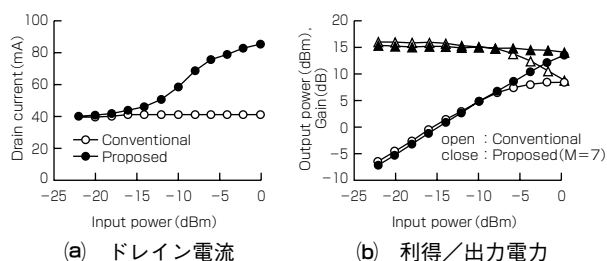 100
80
60
40
20
0
Drain current (mA)
Conventional
Proposed
−25 −20 −15 −10 −5 0
Input power (dBm)
(a) ドレイン電流
20
15
10
5
0
−5
−10
Output power (dBm),
Gain (dB)
open : Conventional
close : Proposed (M=7)
−25 −20 −15 −10 −5 0
Input power (dBm)
(b) 利得／出力電力